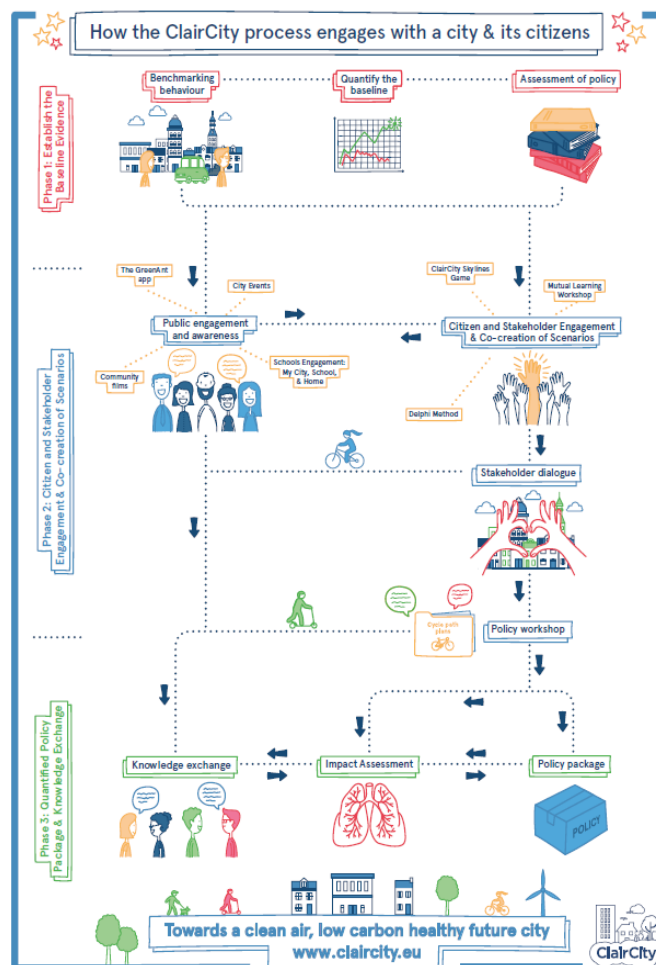 How the ClairCity process engages with a city & its citizens
Phase 1: Establish the
Baseline Evidence
Benchmarking
behaviour
Quantify the
baseline
Assessment of policy
Phase 2: Citizen and Stakeholder
Engagement & Co-creation of Scenarios
The GreenAnt
app
City Events
Public engagement
and awareness
Community
films
Schools Engagement:
My City, School,
& Home
ClairCity Skylines
Game
Mutual Learning
Workshop
Citizen and Stakeholder Engagement
& Co-creation of Scenarios
Delphi Method
Stakeholder dialogue
Cycle path
plans
Policy workshop
Phase 3: Quantified Policy
Package & Knowledge Exchange
Knowledge exchange
Impact Assessment
Policy package
POLICY
Towards a clean air, low carbon healthy future city
www.claircity.eu
ClairCity